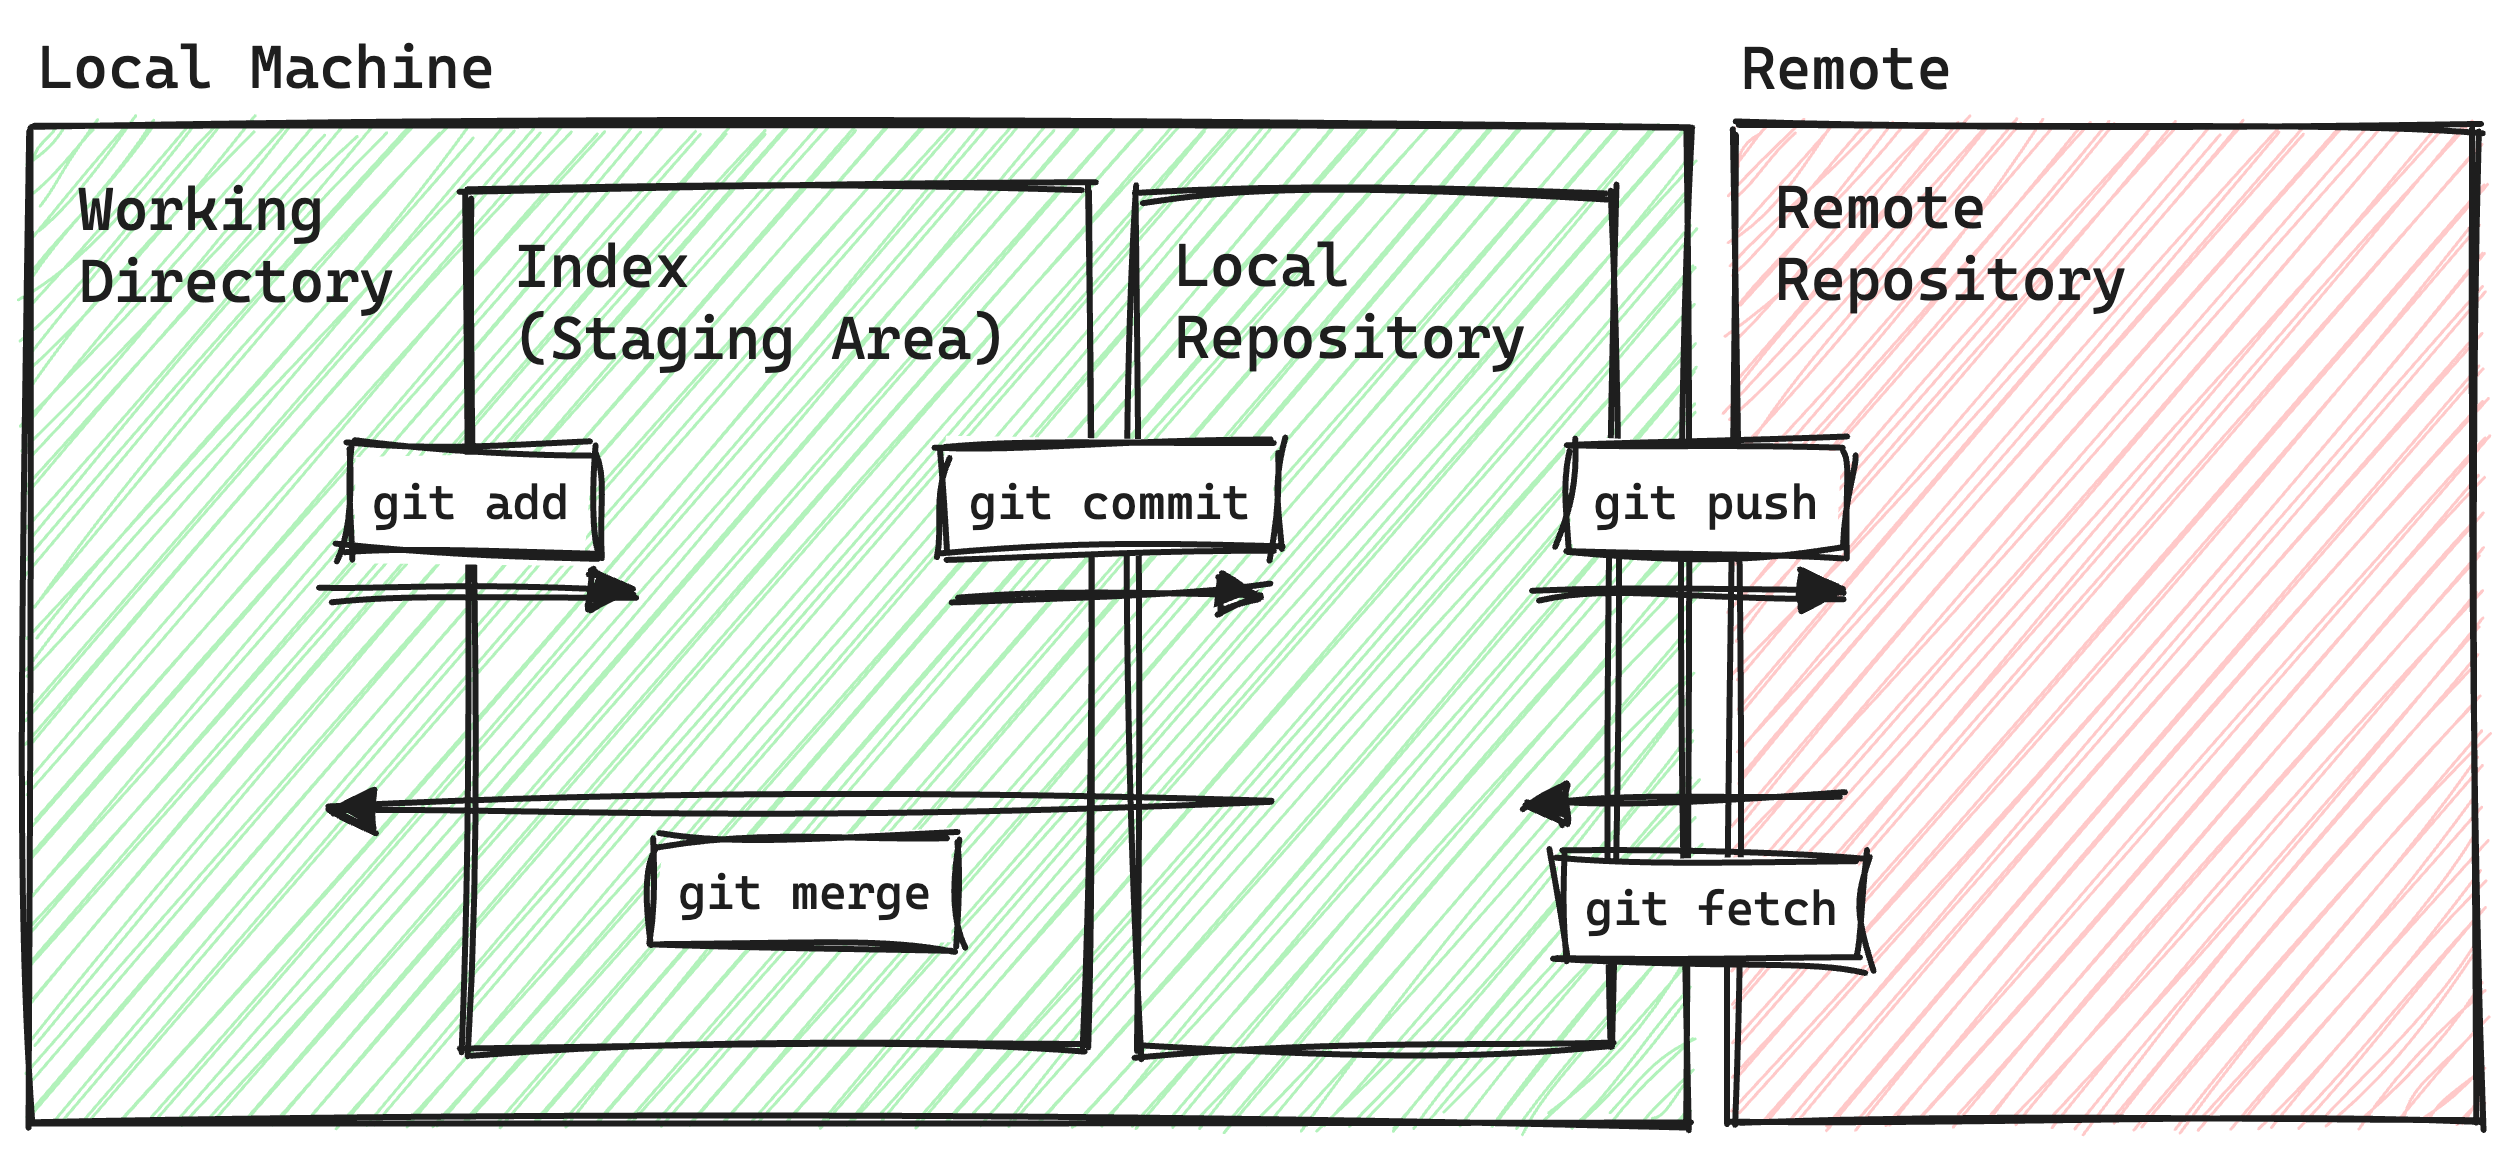 Local Machine
Remote
Working
Directory
Index
(Staging Area)
Local
Repository
Remote
Repository
git add
git commit
git push
git merge
git fetch